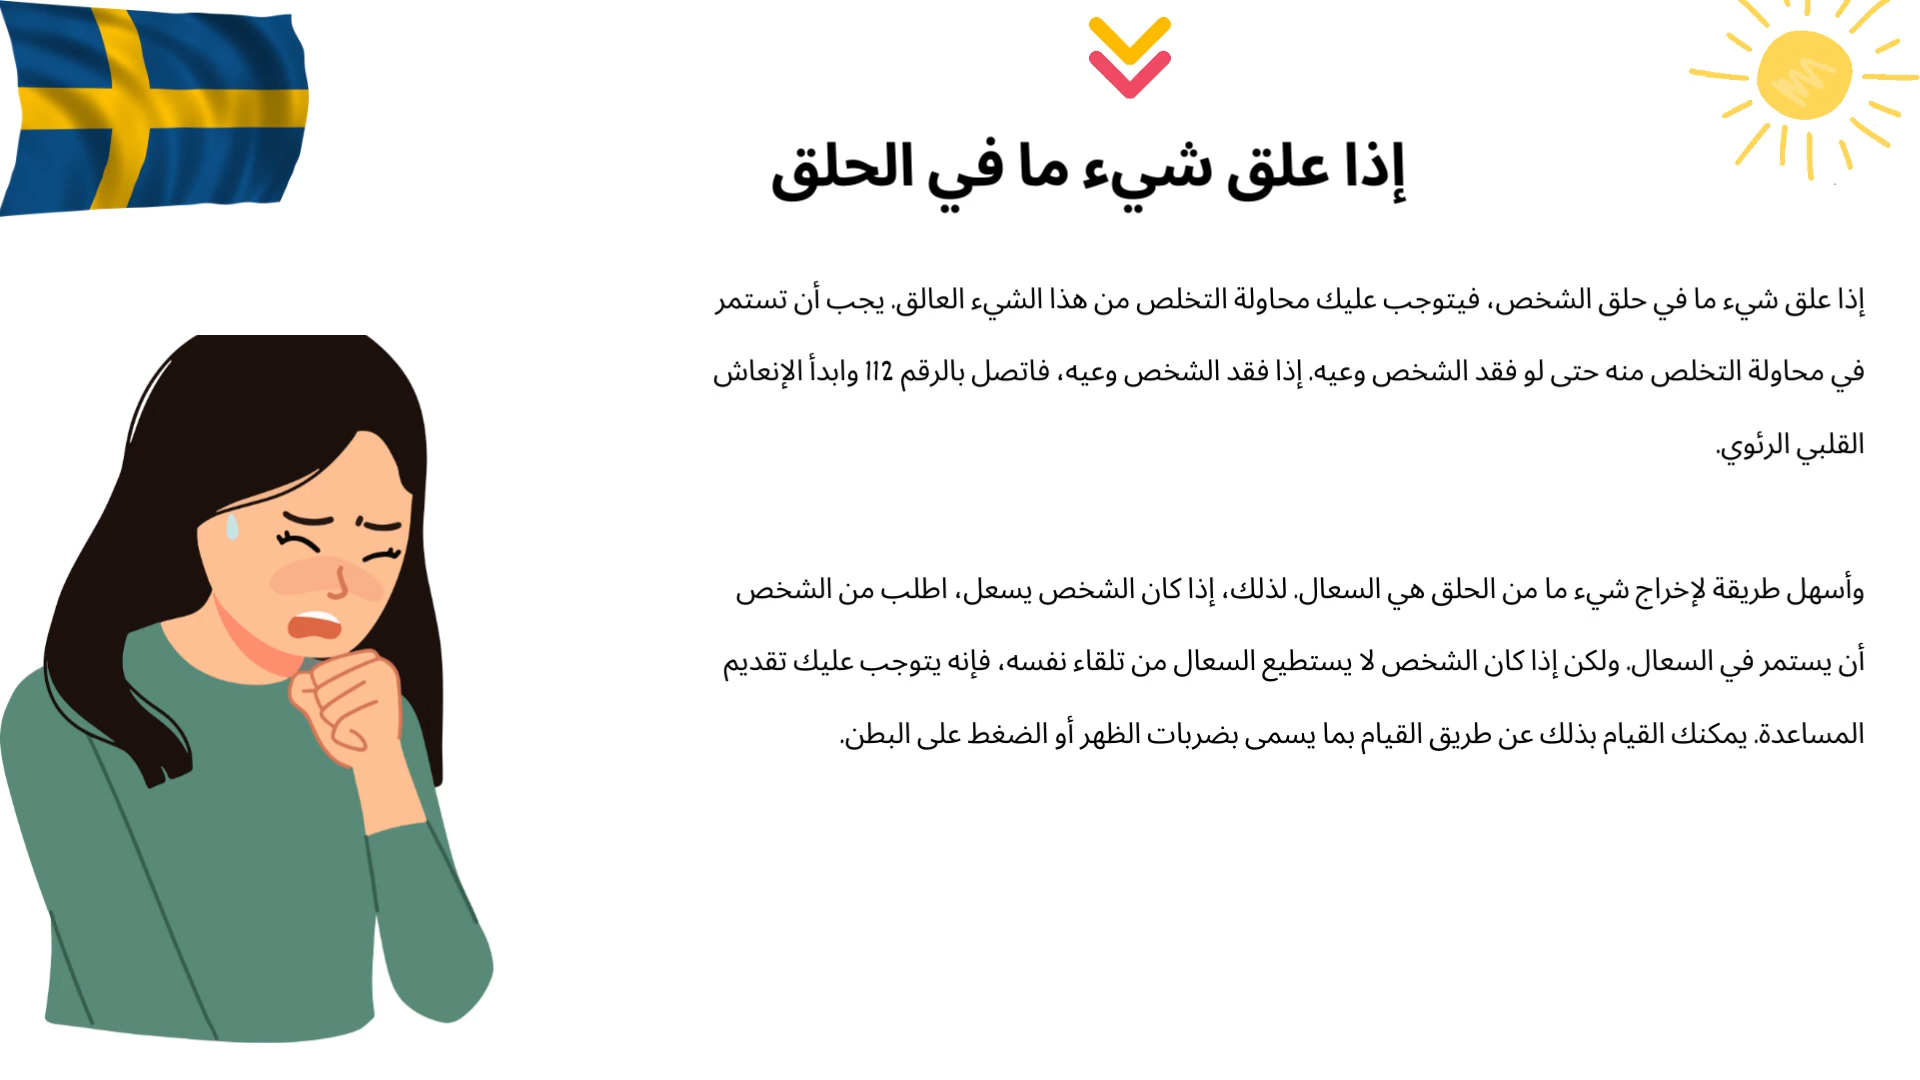 إذا علق شيء ما في الحلق
إذا علق شيء ما في حلق الشخص، فيتوجب عليك محاولة التخلص من هذا الشيء العالق. يجب أن تستمر
في محاولة التخلص منه حتى لو فقد الشخص وعيه. إذا فقد الشخص وعيه، فاتصل بالرقم 112 وابدأ الإنعاش
القلبي الرئوي.
وأسهل طريقة لإخراج شيء ما من الحلق هي السعال. لذلك، إذا كان الشخص يسعل، اطلب من الشخص
أن يستمر في السعال. ولكن إذا كان الشخص لا يستطيع السعال من تلقاء نفسه، فإنه يتوجب عليك تقديم
المساعدة. يمكنك القيام بذلك عن طريق القيام بما يسمى بضربات الظهر أو الضغط على البطن.